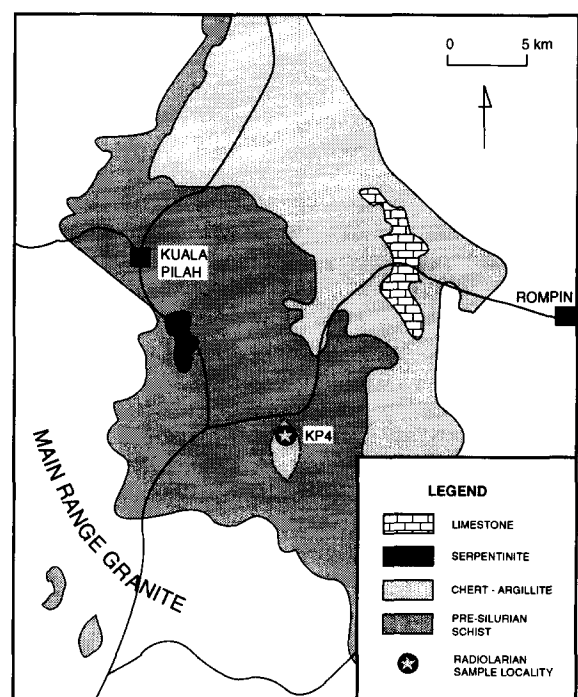 0 5 km
KUALA
PILAH
ROMPIN
KP4
MAIN RANGE GRANITE
LEGEND
LIMESTONE
SERPENTINITE
CHERT - ARGILLITE
PRE-SILURIAN
SCHIST
RADIOLARIAN
SAMPLE LOCALITY